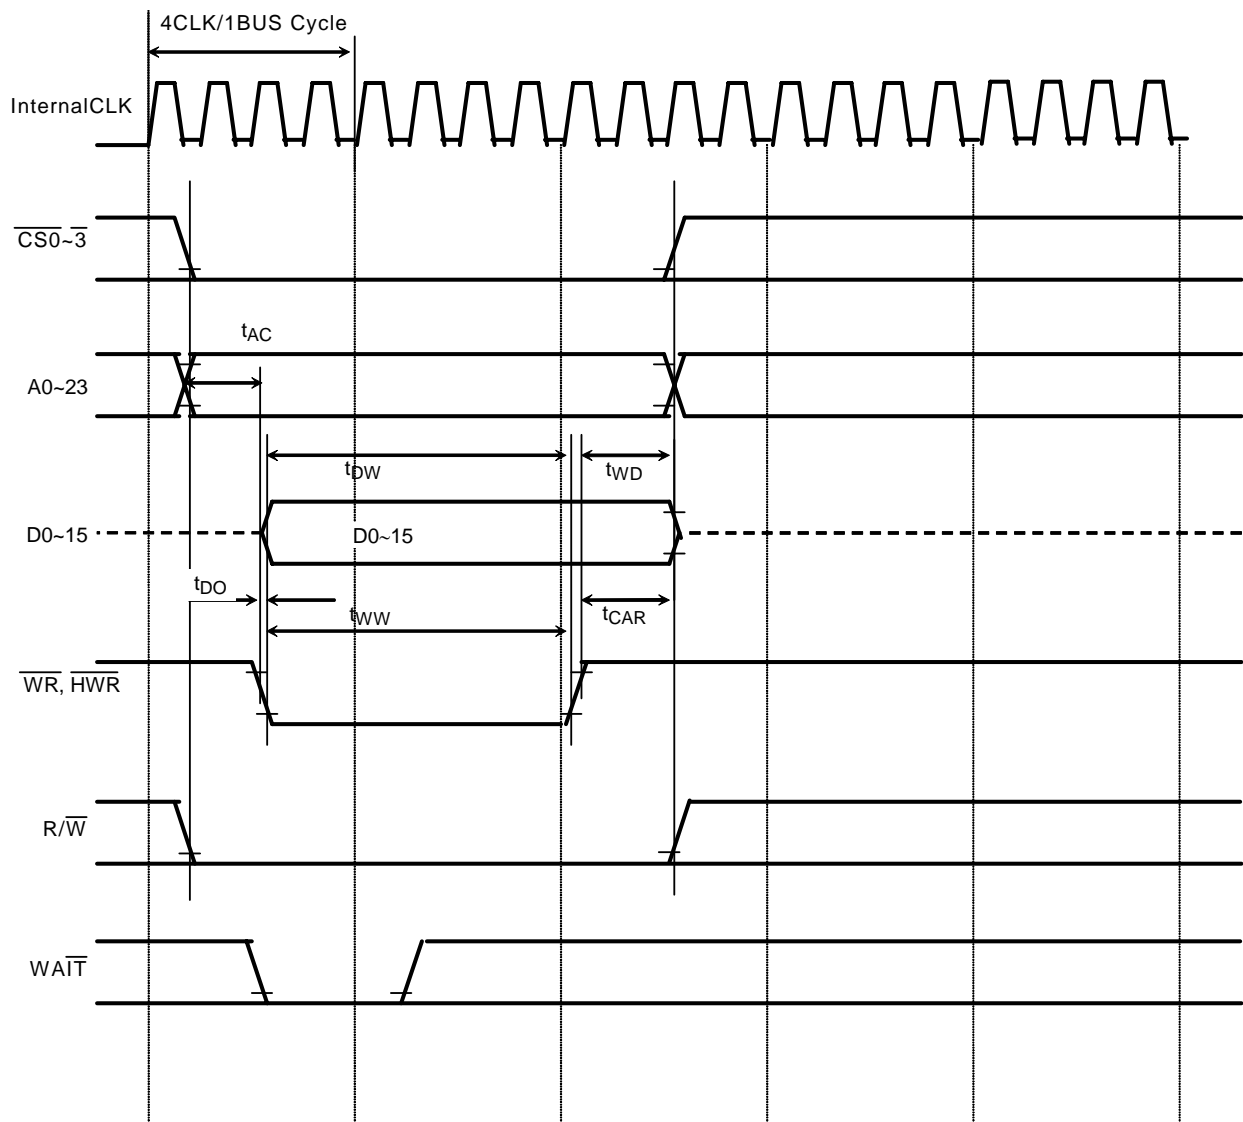 4CLK/1BUS Cycle
InternalCLK
CS0~3
tAC
A0~23
tDW
tWD
D0~15
D0~15
tDO
tWW
tCAR
WR, HWR
R/W
WAIT